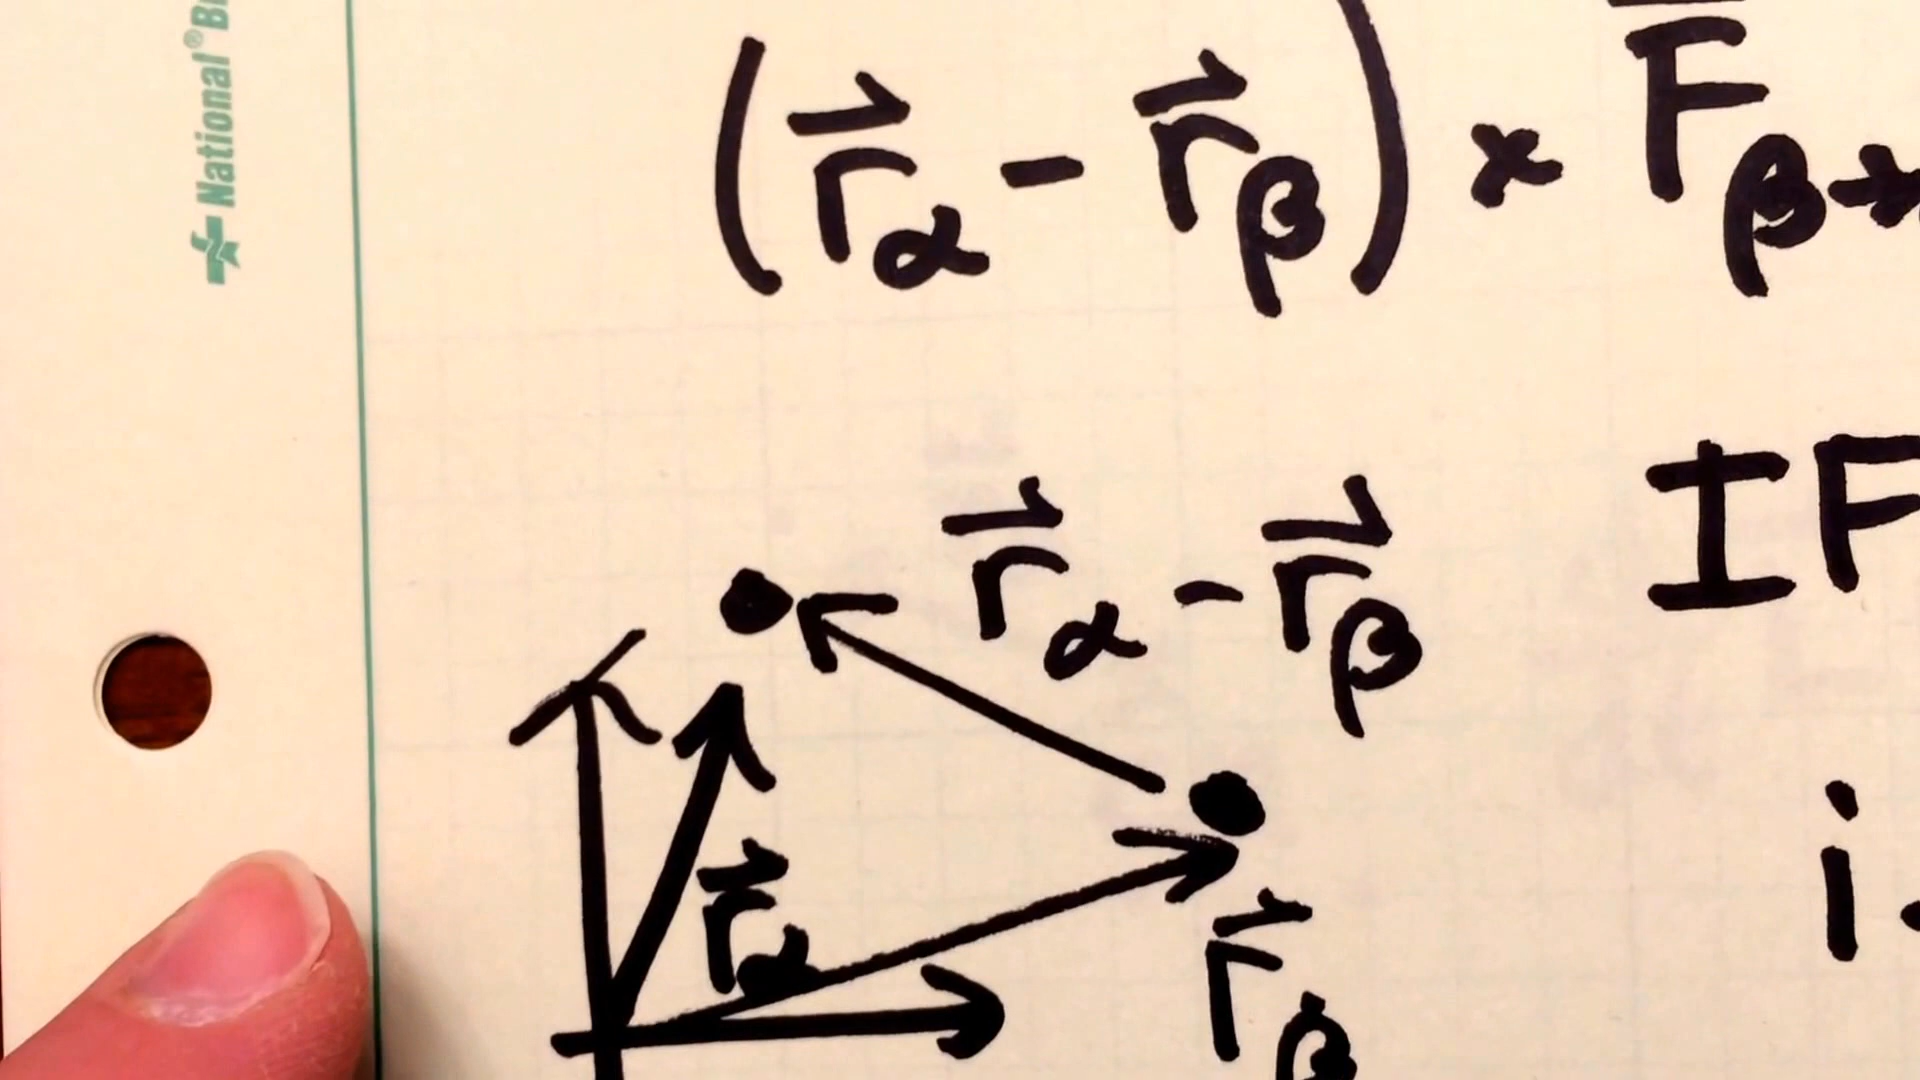 National®B
(r⃗α - r⃗β) × F⃗β→
r⃗α - r⃗β
IF
r⃗α
i
r⃗β